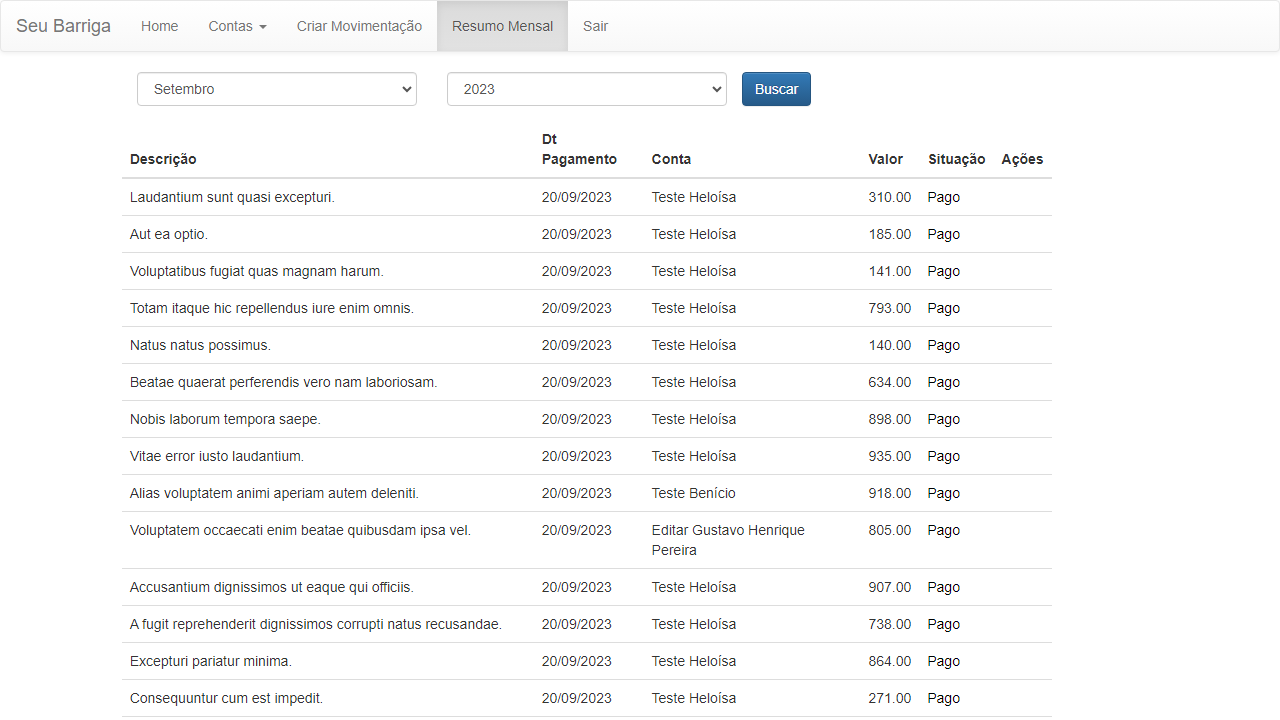 Seu Barriga Home Contas Criar Movimentação Resumo Mensal Sair
Setembro 2023 Buscar
Dt
Descrição Pagamento Conta Valor Situação Ações
Laudantium sunt quasi excepturi. 20/09/2023 Teste Heloísa 310.00 Pago
Aut ea optio. 20/09/2023 Teste Heloísa 185.00 Pago
Voluptatibus fugiat quas magnam harum. 20/09/2023 Teste Heloísa 141.00 Pago
Totam itaque hic repellendus iure enim omnis. 20/09/2023 Teste Heloísa 793.00 Pago
Natus natus possimus. 20/09/2023 Teste Heloísa 140.00 Pago
Beatae quaerat perferendis vero nam laboriosam. 20/09/2023 Teste Heloísa 634.00 Pago
Nobis laborum tempora saepe. 20/09/2023 Teste Heloísa 898.00 Pago
Vitae error iusto laudantium. 20/09/2023 Teste Heloísa 935.00 Pago
Alias voluptatem animi aperiam autem deleniti. 20/09/2023 Teste Benício 918.00 Pago
Voluptatem occaecati enim beatae quibusdam ipsa vel. 20/09/2023 Editar Gustavo Henrique 805.00 Pago
Pereira
Accusantium dignissimos ut eaque qui officiis. 20/09/2023 Teste Heloísa 907.00 Pago
A fugit reprehenderit dignissimos corrupti natus recusandae. 20/09/2023 Teste Heloísa 738.00 Pago
Excepturi pariatur minima. 20/09/2023 Teste Heloísa 864.00 Pago
Consequuntur cum est impedit. 20/09/2023 Teste Heloísa 271.00 Pago